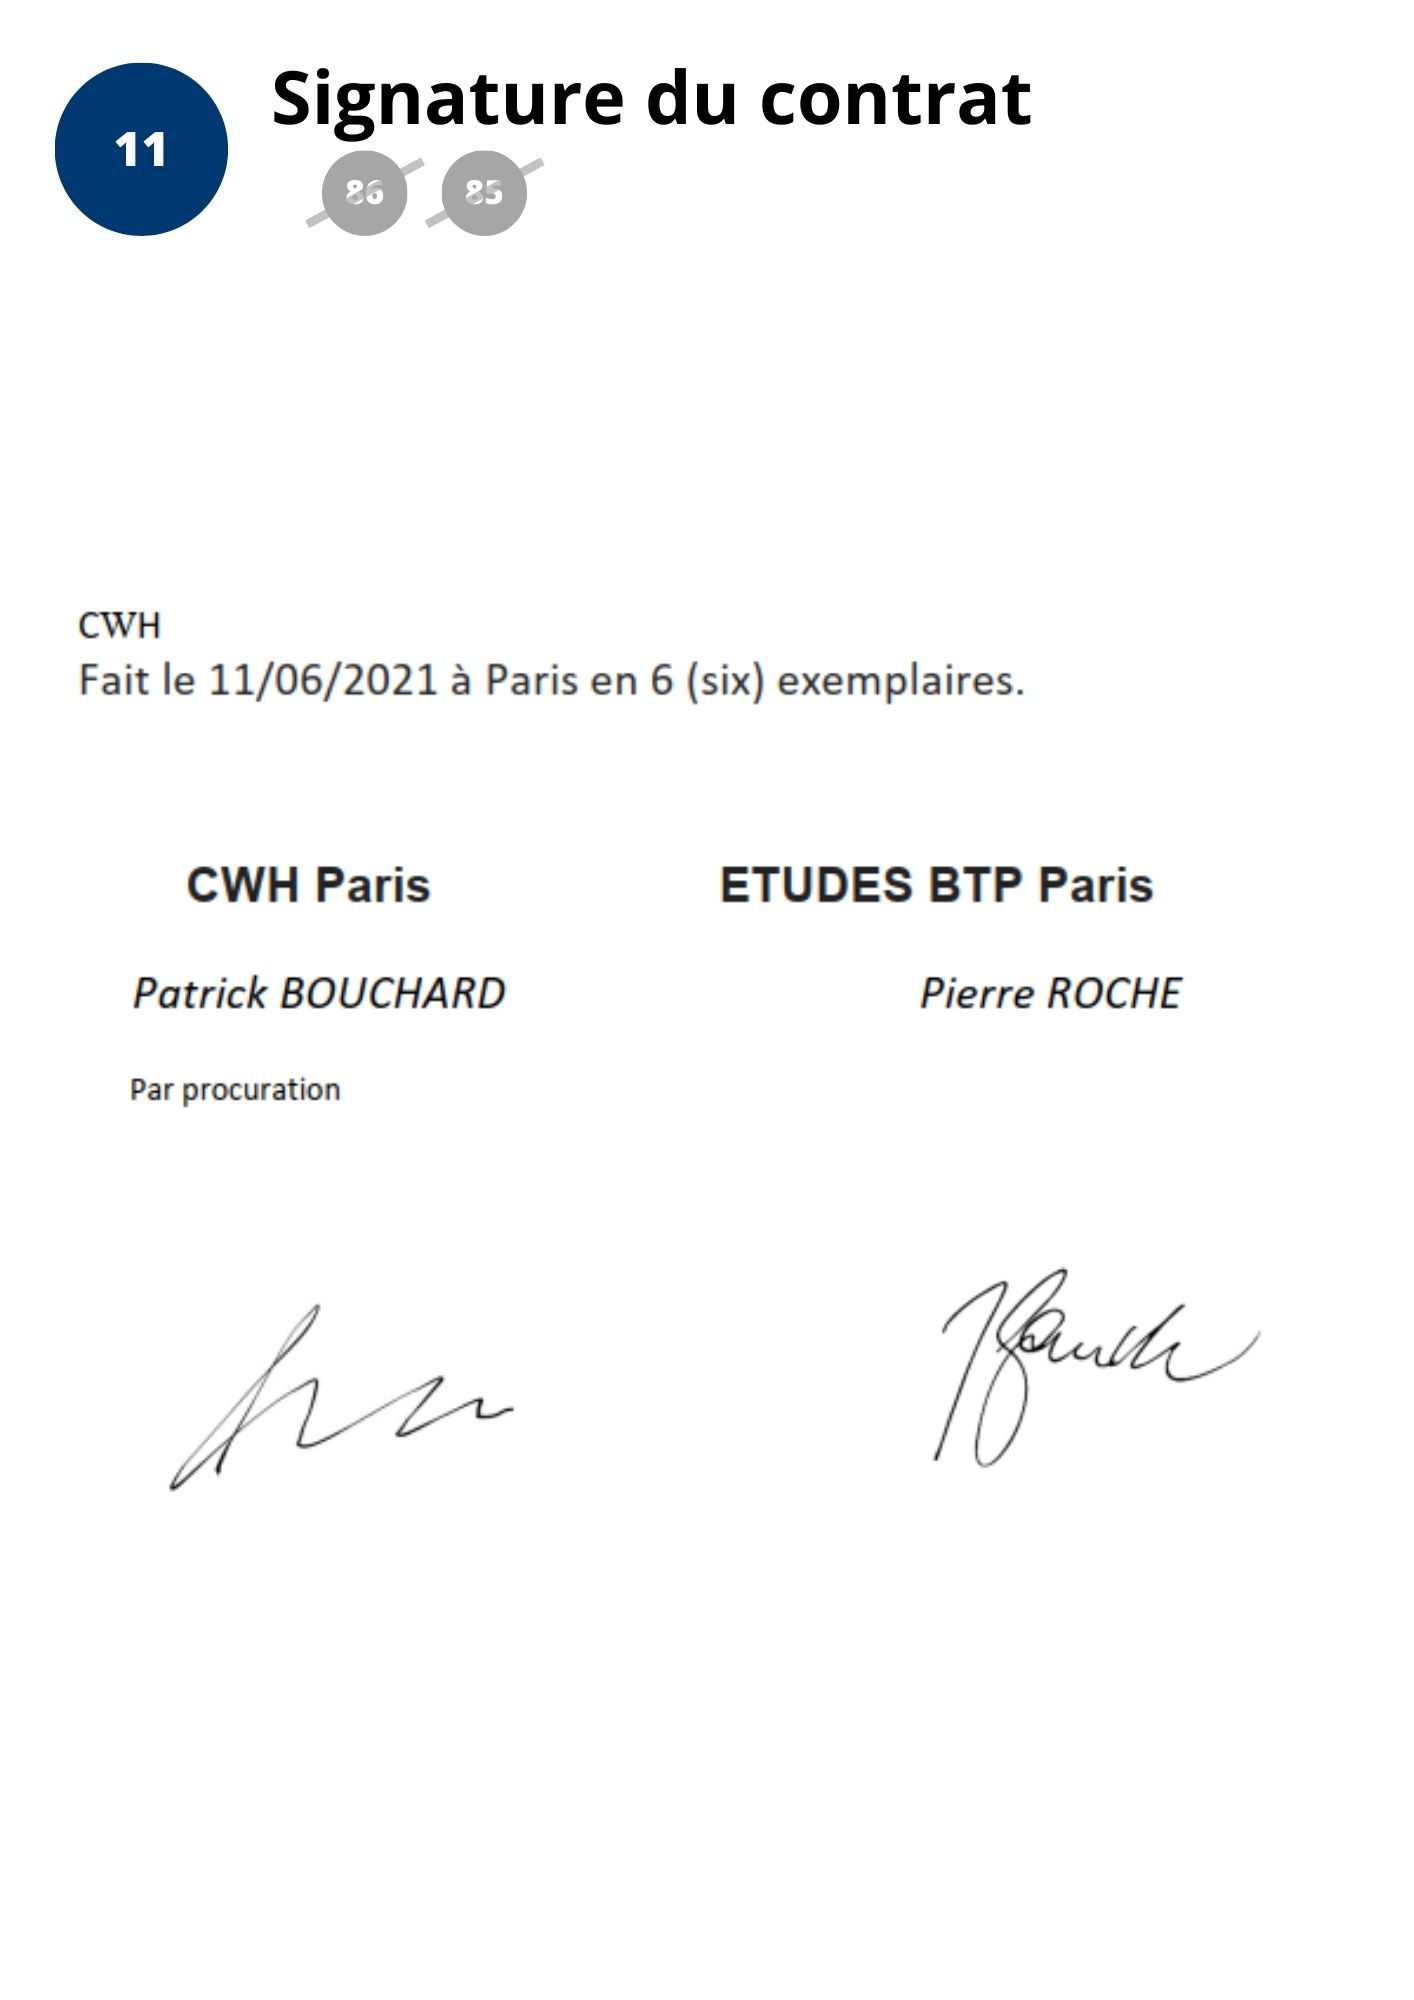 11
Signature du contrat
86 85
CWH
Fait le 11/06/2021 à Paris en 6 (six) exemplaires.
CWH Paris ETUDES BTP Paris
Patrick BOUCHARD Pierre ROCHE
Par procuration